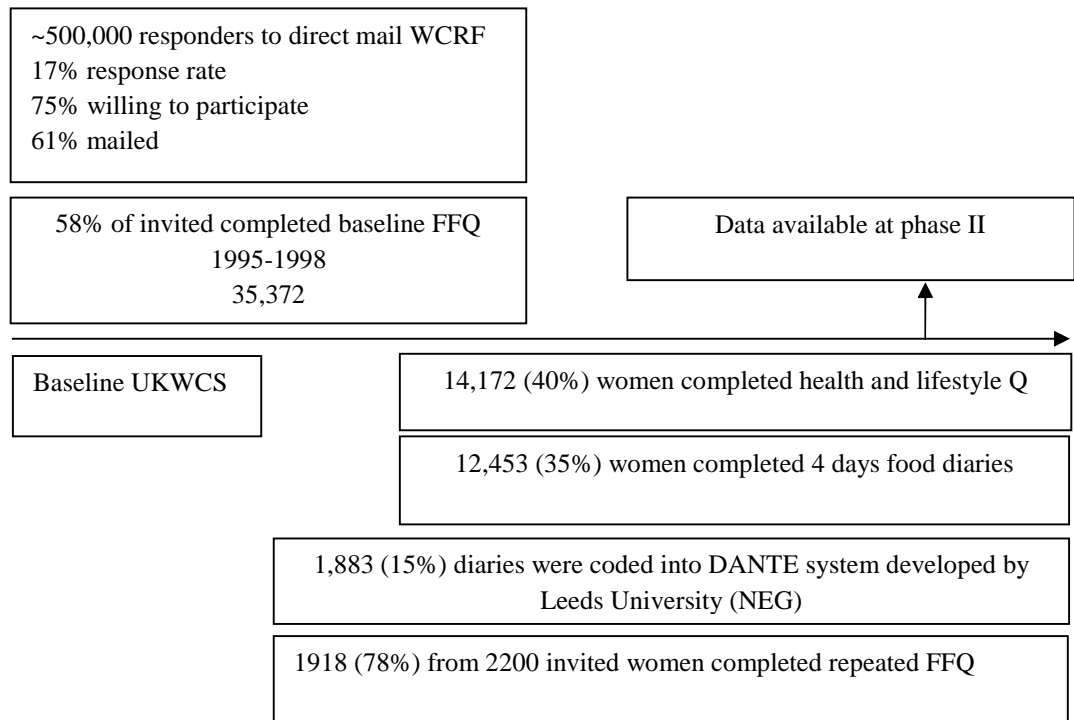 ~500,000 responders to direct mail WCRF
17% response rate
75% willing to participate
61% mailed
58% of invited completed baseline FFQ
1995-1998
35,372
Data available at phase II
Baseline UKWCS
14,172 (40%) women completed health and lifestyle Q
12,453 (35%) women completed 4 days food diaries
1,883 (15%) diaries were coded into DANTE system developed by
Leeds University (NEG)
1918 (78%) from 2200 invited women completed repeated FFQ